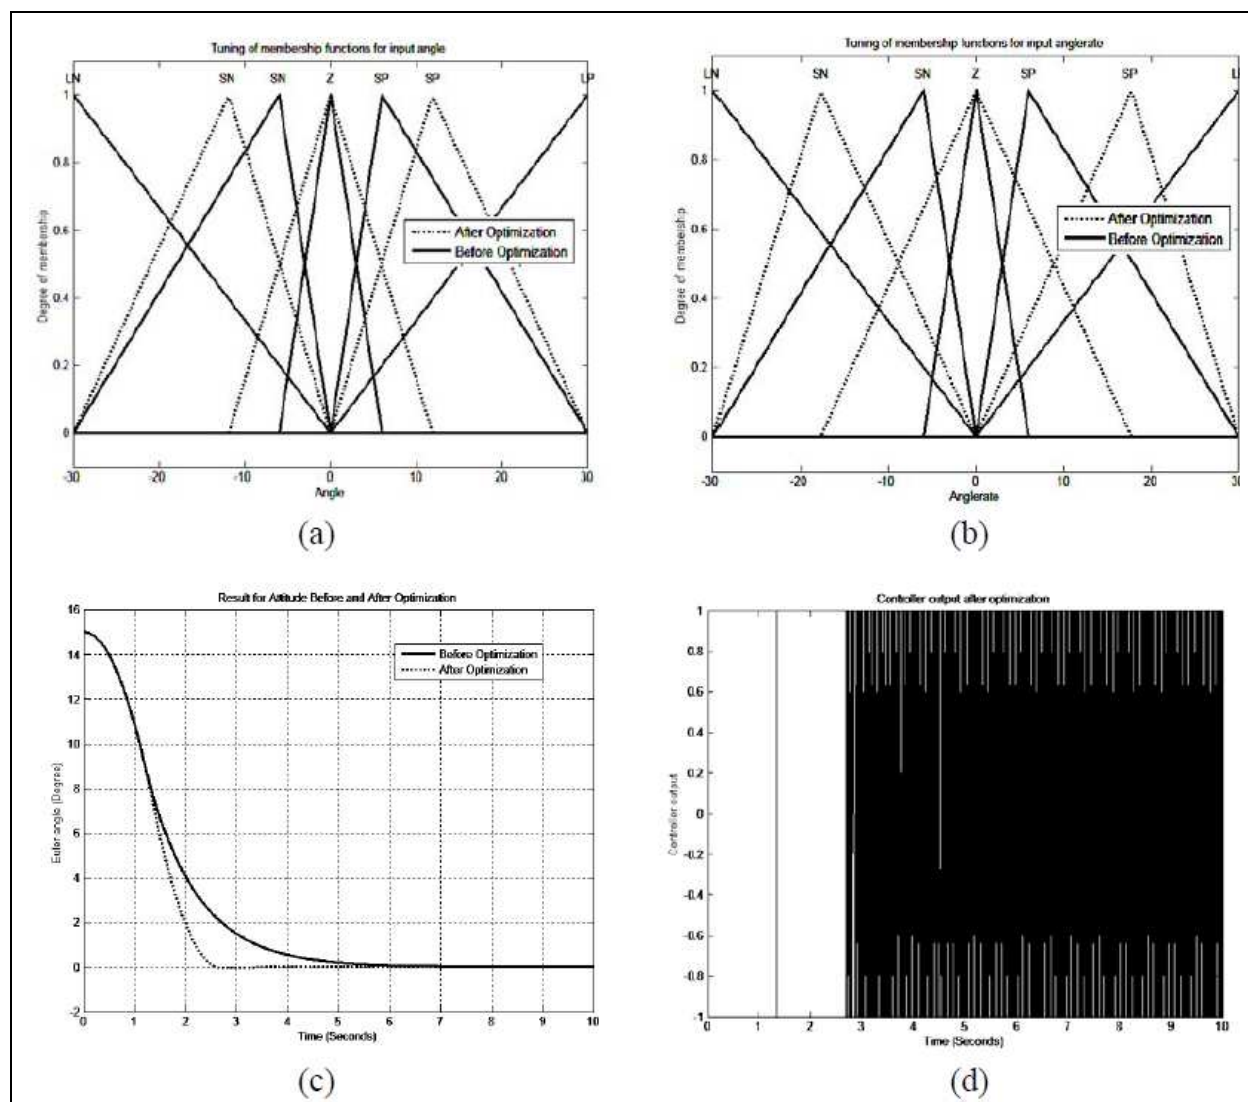 Tuning of membership functions for input angle
LN SN SN Z SP SP LP
1
0.8
0.6
0.4
0.2
0
Degree of membership
After Optimization
Before Optimization
-30 -20 -10 0 10 20 30
Angle
(a)
Tuning of membership functions for input anglerate
LN SN SN Z SP SP L
1
0.8
0.6
0.4
0.2
0
Degree of membership
After Optimization
Before Optimization
-30 -20 -10 0 10 20 30
Anglerate
(b)
Result for Attitude Before and After Optimization
16
14
12
10
8
6
4
2
0
-2
Euler angle (Degree)
Before Optimization
After Optimization
0 1 2 3 4 5 6 7 8 9 10
Time (Seconds)
(c)
Controller output after optimization
1
0.8
0.6
0.4
0.2
0
-0.2
-0.4
-0.6
-0.8
-1
Controller output
0 1 2 3 4 5 6 7 8 9 10
Time (Seconds)
(d)